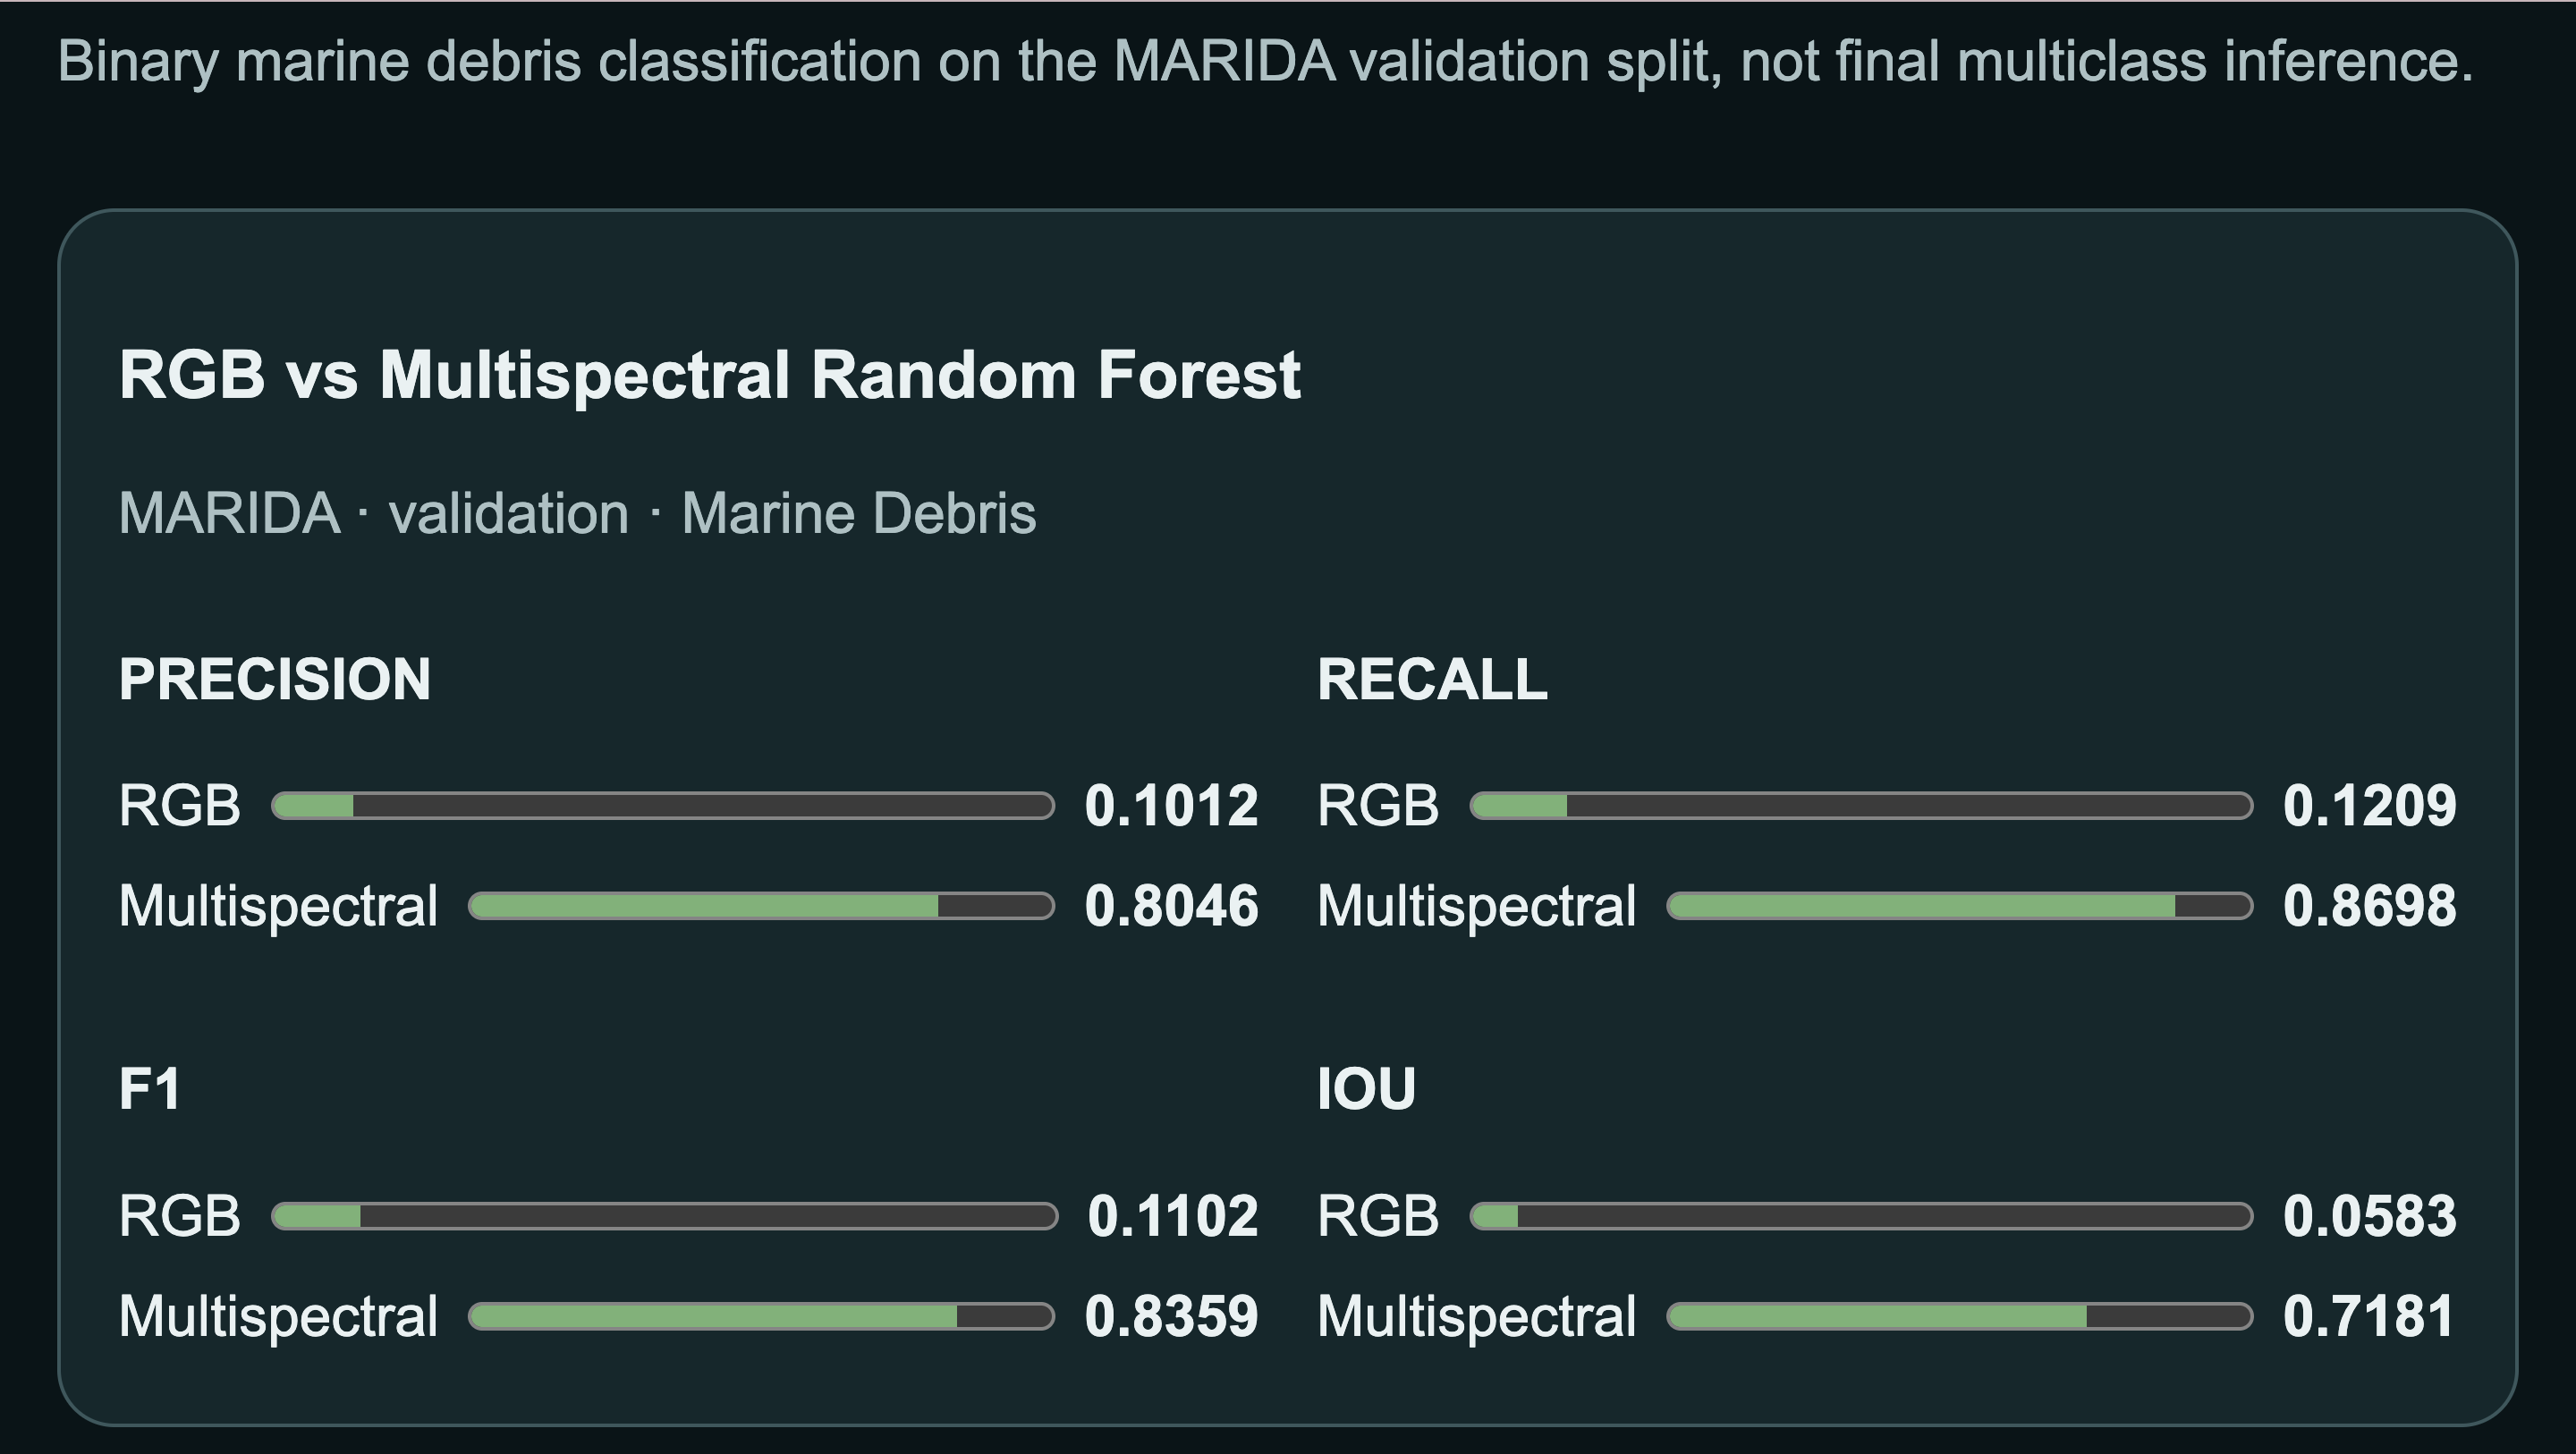 Binary marine debris classification on the MARIDA validation split, not final multiclass inference.
RGB vs Multispectral Random Forest
MARIDA · validation · Marine Debris
PRECISION
RGB 0.1012
Multispectral 0.8046
RECALL
RGB 0.1209
Multispectral 0.8698
F1
RGB 0.1102
Multispectral 0.8359
IOU
RGB 0.0583
Multispectral 0.7181